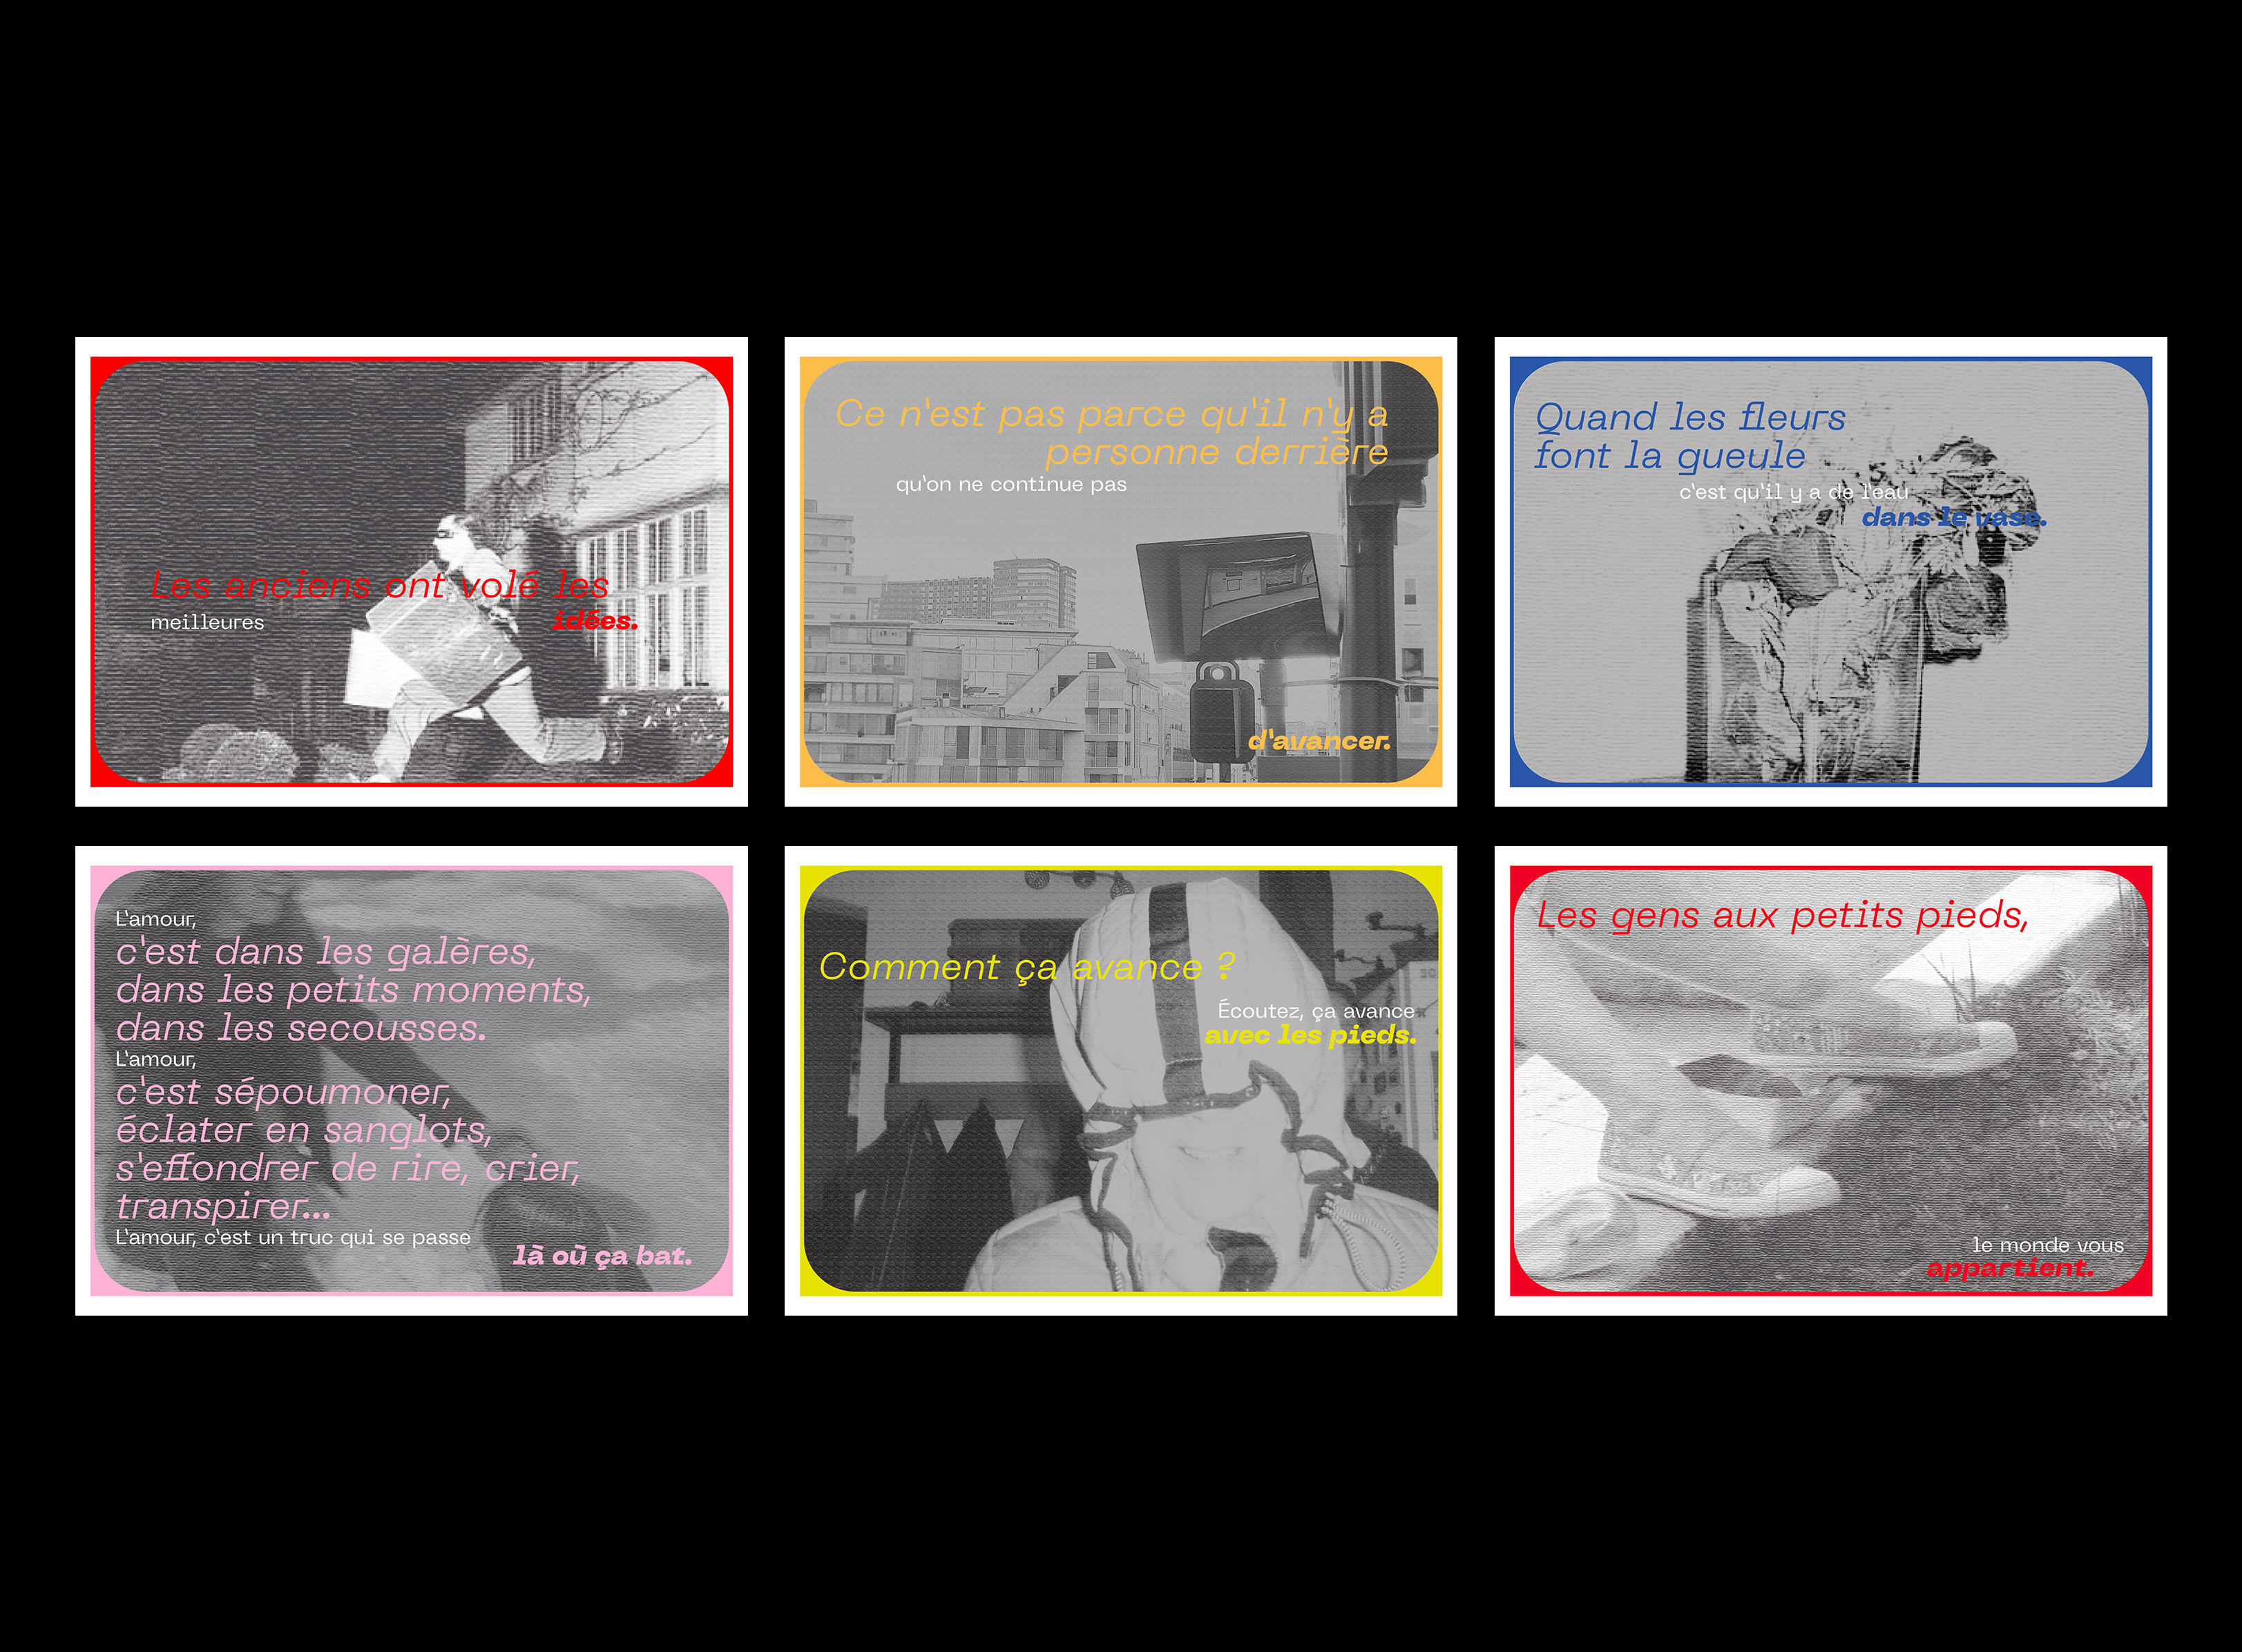 Les anciens ont volé les
meilleures idées.
Ce n'est pas parce qu'il n'y a
personne derrière
qu'on ne continue pas
d'avancer.
Quand les fleurs
font la gueule
c'est qu'il y a de l'eau
dans le vase.
L'amour,
c'est dans les galères,
dans les petits moments,
dans les secousses.
L'amour,
c'est sépoumoner,
éclater en sanglots,
s'effondrer de rire, crier,
transpirer...
L'amour, c'est un truc qui se passe
là où ça bat.
Comment ça avance ?
Écoutez, ça avance
avec les pieds.
Les gens aux petits pieds,
le monde vous
appartient.